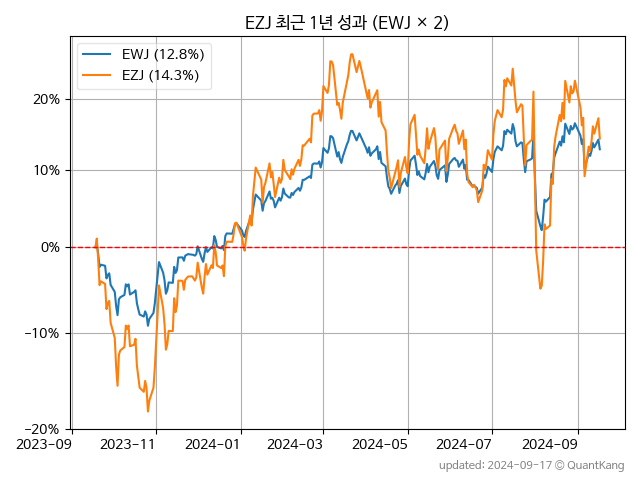 EZJ 최근 1년 성과 (EWJ × 2)
EWJ (12.8%)
EZJ (14.3%)
20%
10%
0%
−10%
−20%
2023-09 2023-11 2024-01 2024-03 2024-05 2024-07 2024-09
updated: 2024-09-17 © QuantKang